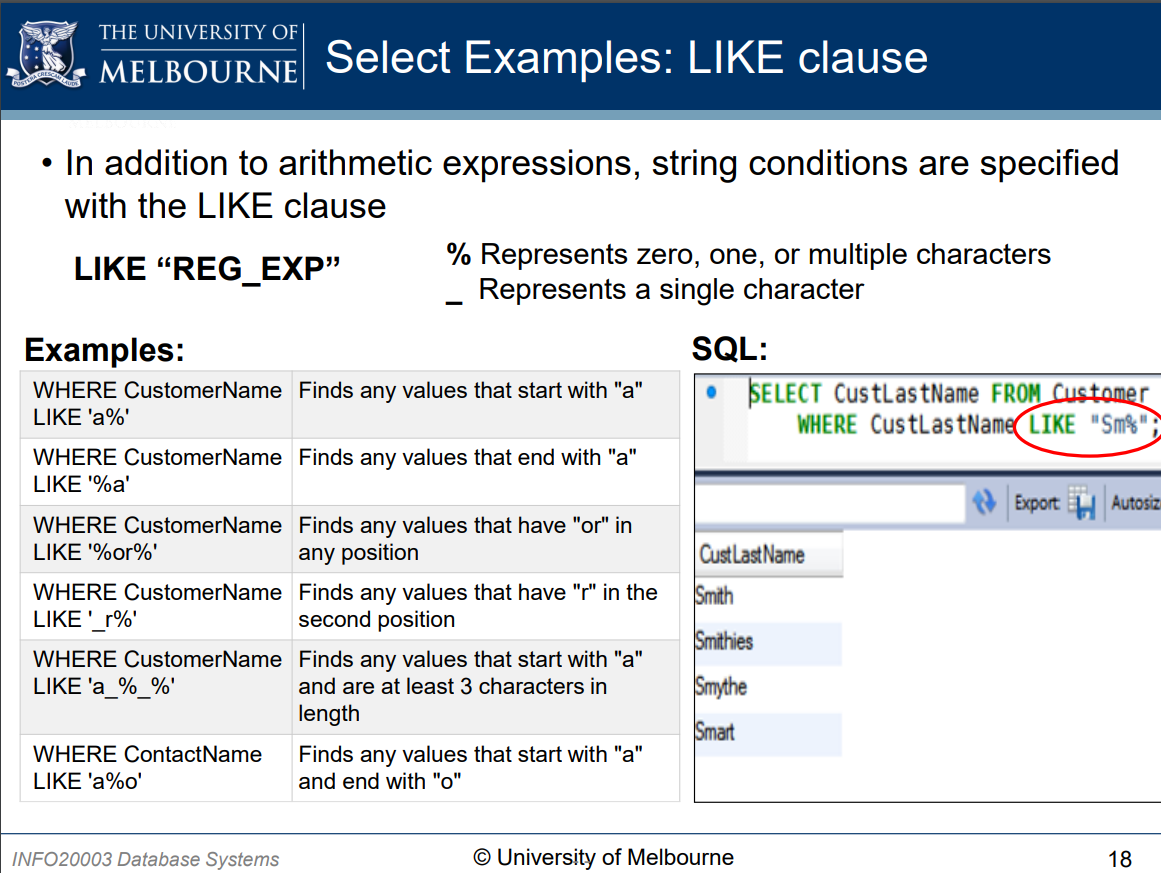 THE UNIVERSITY OF
MELBOURNE
Select Examples: LIKE clause
• In addition to arithmetic expressions, string conditions are specified
with the LIKE clause
LIKE “REG_EXP”
% Represents zero, one, or multiple characters
_ Represents a single character
Examples:
WHERE CustomerName
LIKE 'a%'
Finds any values that start with "a"
WHERE CustomerName
LIKE '%a'
Finds any values that end with "a"
WHERE CustomerName
LIKE '%or%'
Finds any values that have "or" in
any position
WHERE CustomerName
LIKE '_r%'
Finds any values that have "r" in the
second position
WHERE CustomerName
LIKE 'a_%_%'
Finds any values that start with "a"
and are at least 3 characters in
length
WHERE ContactName
LIKE 'a%o'
Finds any values that start with "a"
and end with "o"
SQL:
SELECT CustLastName FROM Customer
WHERE CustLastName LIKE "Sm%";
Export: Autosiz
CustLastName
Smith
Smithies
Smythe
Smart
INFO20003 Database Systems
© University of Melbourne
18